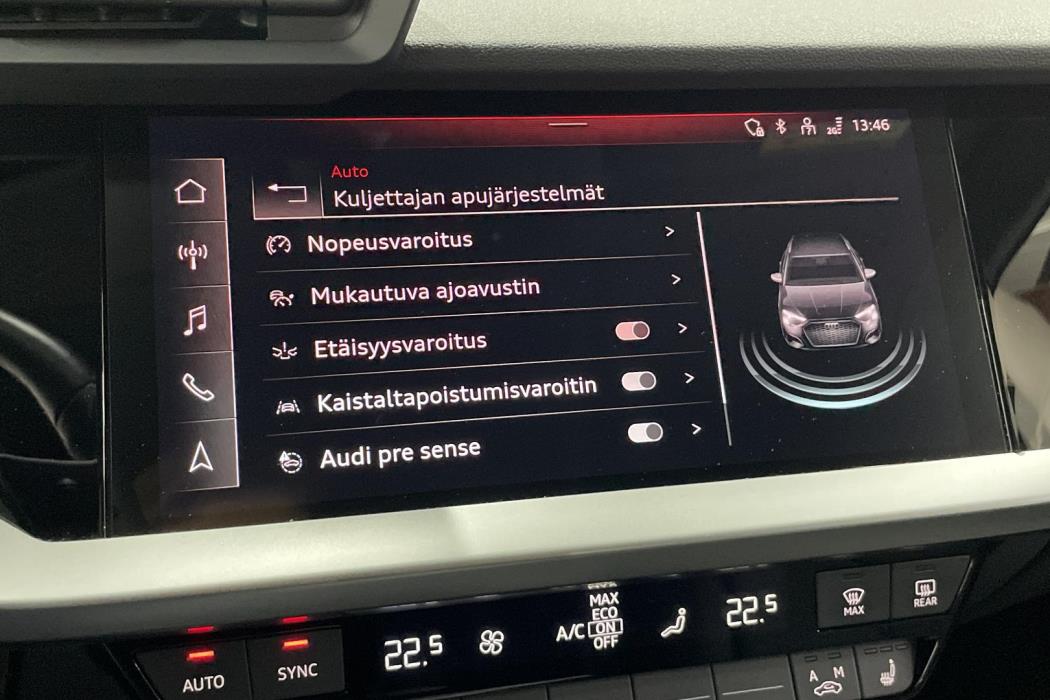 13:46
Auto
Kuljettajan apujärjestelmät
Nopeusvaroitus
Mukautuva ajoavustin
Etäisyysvaroitus
Kaistaltapoistumisvaroitin
Audi pre sense
MAX
ECO
A/C ON
OFF
22.5
22.5
MAX
REAR
AUTO
SYNC
A M